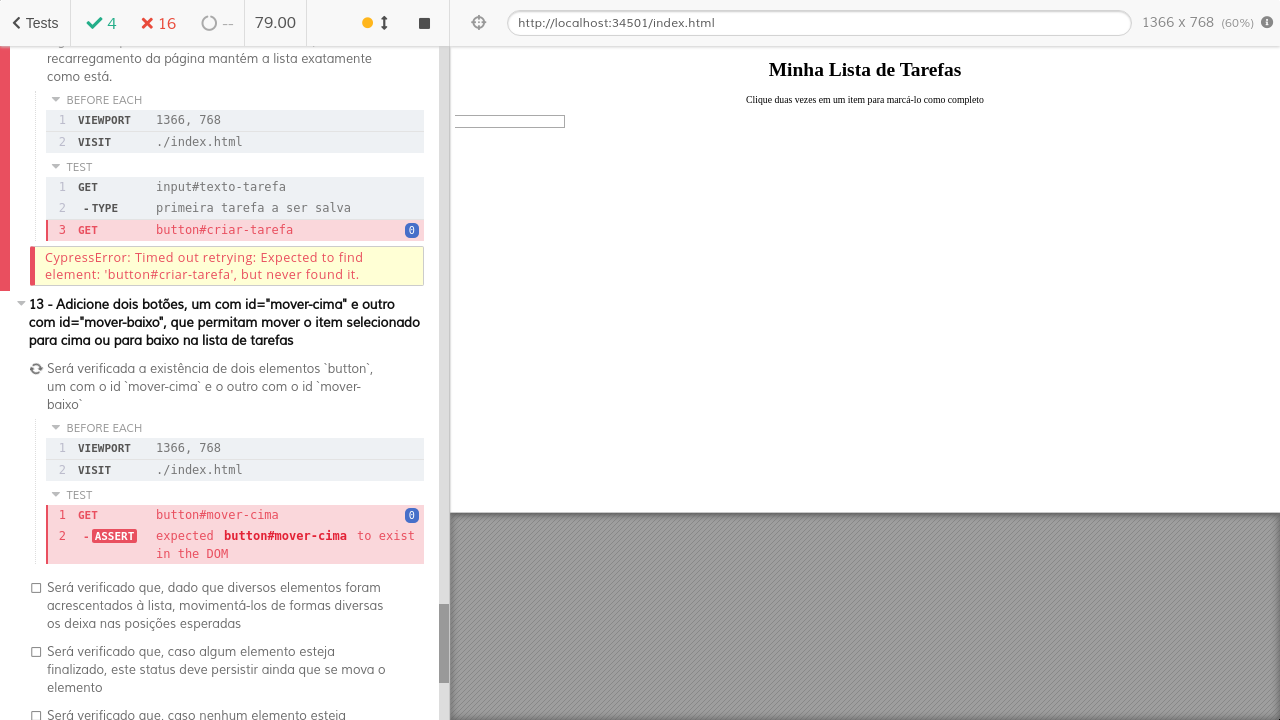 Tests
4
16
--
79.00
http://localhost:34501/index.html
1366 x 768 (60%)
recarregamento da página mantém a lista exatamente
como está.
BEFORE EACH
1 VIEWPORT 1366, 768
2 VISIT ./index.html
TEST
1 GET input#texto-tarefa
2 -TYPE primeira tarefa a ser salva
3 GET button#criar-tarefa 0
CypressError: Timed out retrying: Expected to find
element: 'button#criar-tarefa', but never found it.
13 - Adicione dois botões, um com id="mover-cima" e outro
com id="mover-baixo", que permitam mover o item selecionado
para cima ou para baixo na lista de tarefas
Será verificada a existência de dois elementos `button`,
um com o id `mover-cima` e o outro com o id `mover-
baixo`
BEFORE EACH
1 VIEWPORT 1366, 768
2 VISIT ./index.html
TEST
1 GET button#mover-cima 0
2 -ASSERT expected button#mover-cima to exist
in the DOM
Será verificado que, dado que diversos elementos foram
acrescentados à lista, movimentá-los de formas diversas
os deixa nas posições esperadas
Será verificado que, caso algum elemento esteja
finalizado, este status deve persistir ainda que se mova o
elemento
Será verificado que, caso nenhum elemento esteja
Minha Lista de Tarefas
Clique duas vezes em um item para marcá-lo como completo